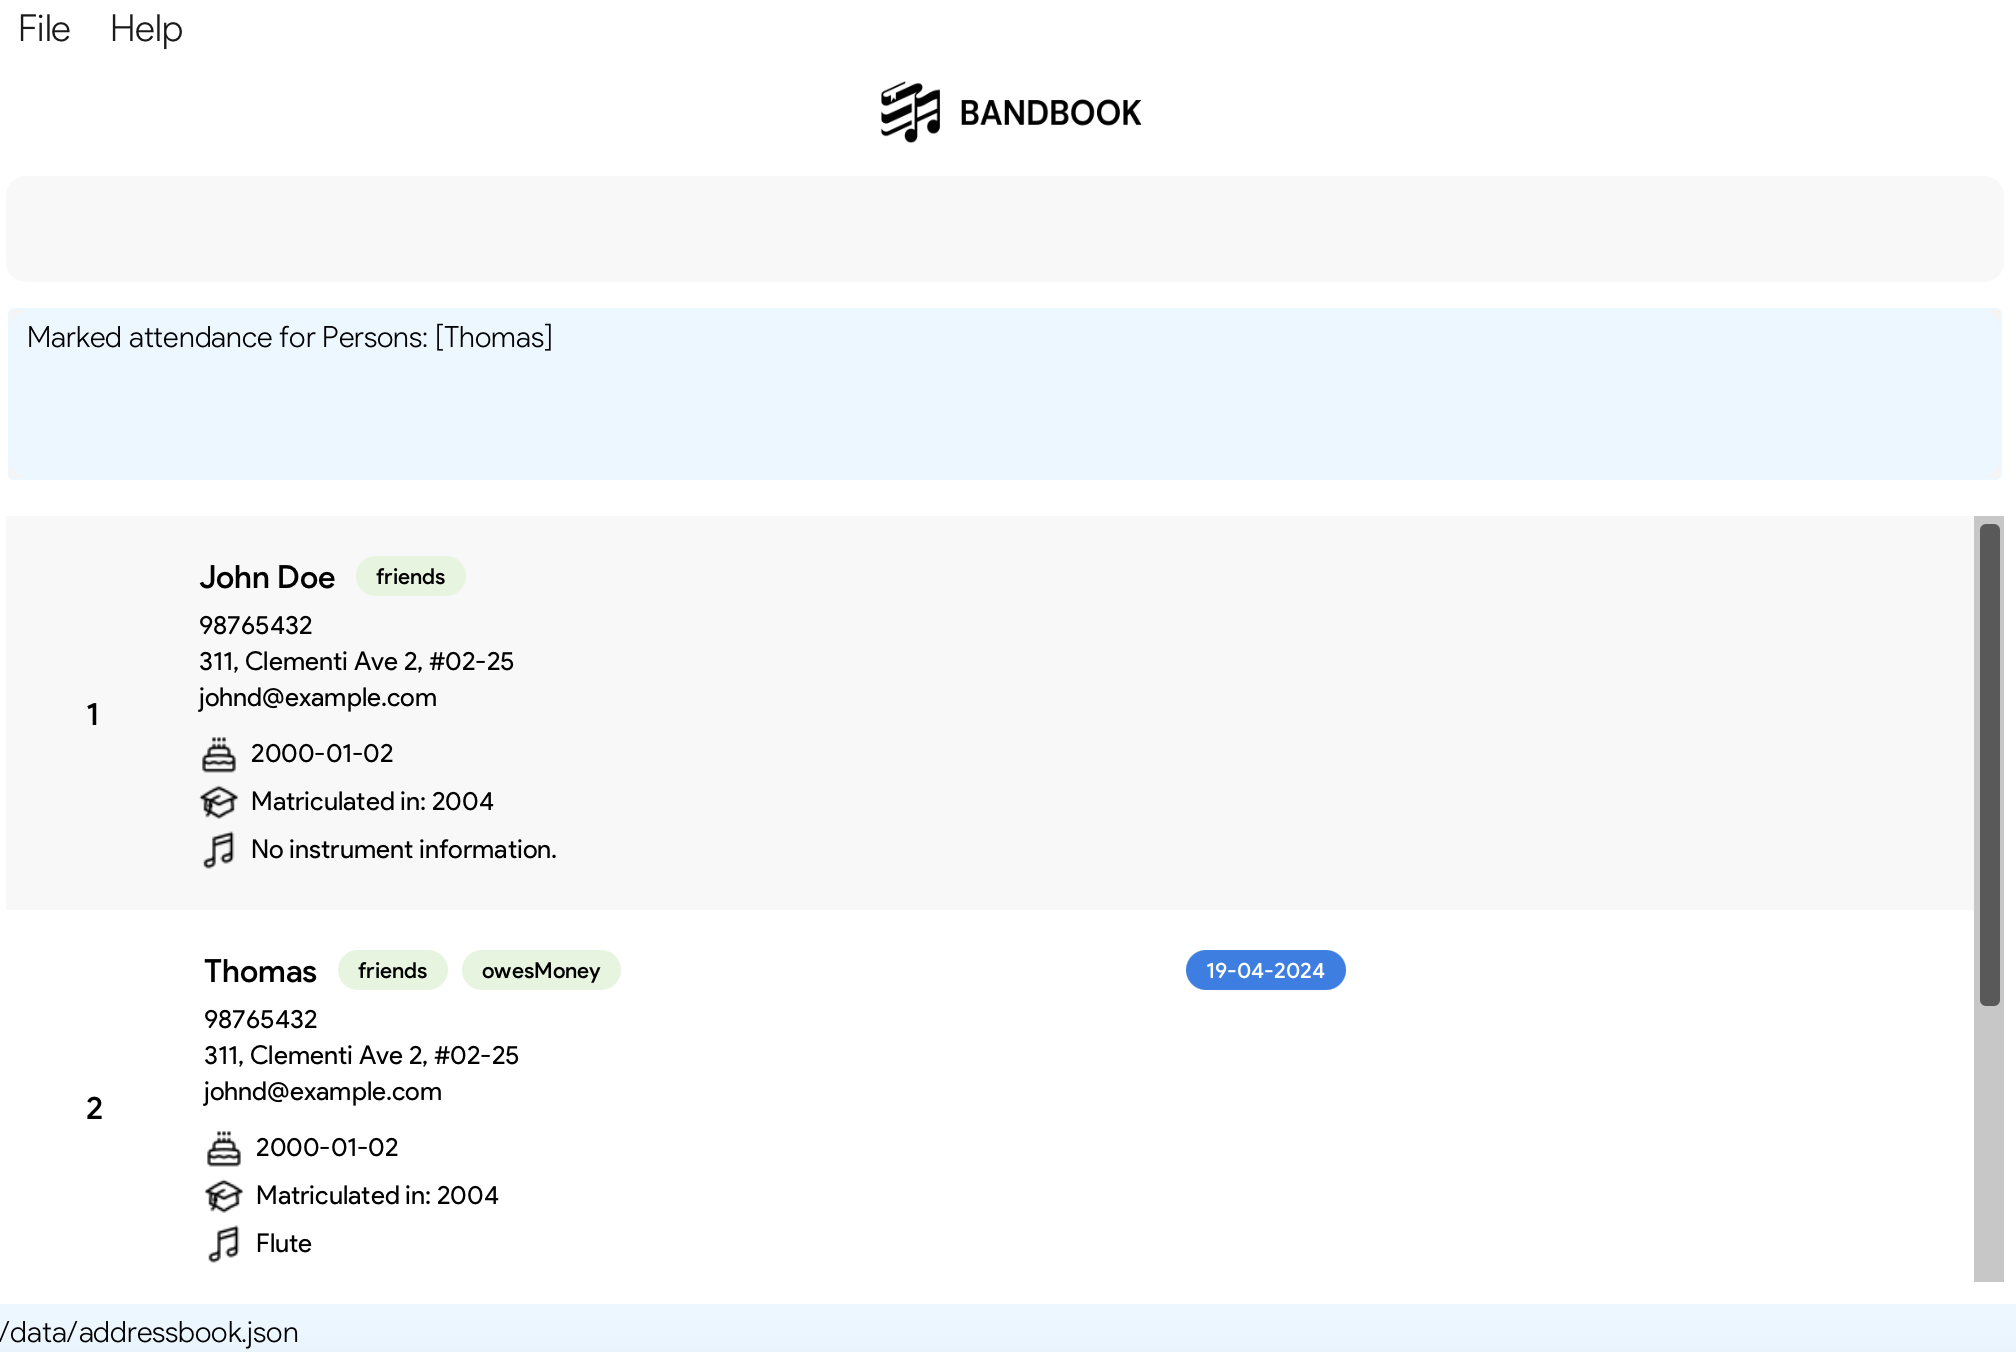 File Help
BANDBOOK
Marked attendance for Persons: [Thomas]
1
John Doe friends
98765432
311, Clementi Ave 2, #02-25
johnd@example.com
2000-01-02
Matriculated in: 2004
No instrument information.
2
Thomas friends owesMoney 19-04-2024
98765432
311, Clementi Ave 2, #02-25
johnd@example.com
2000-01-02
Matriculated in: 2004
Flute
/data/addressbook.json